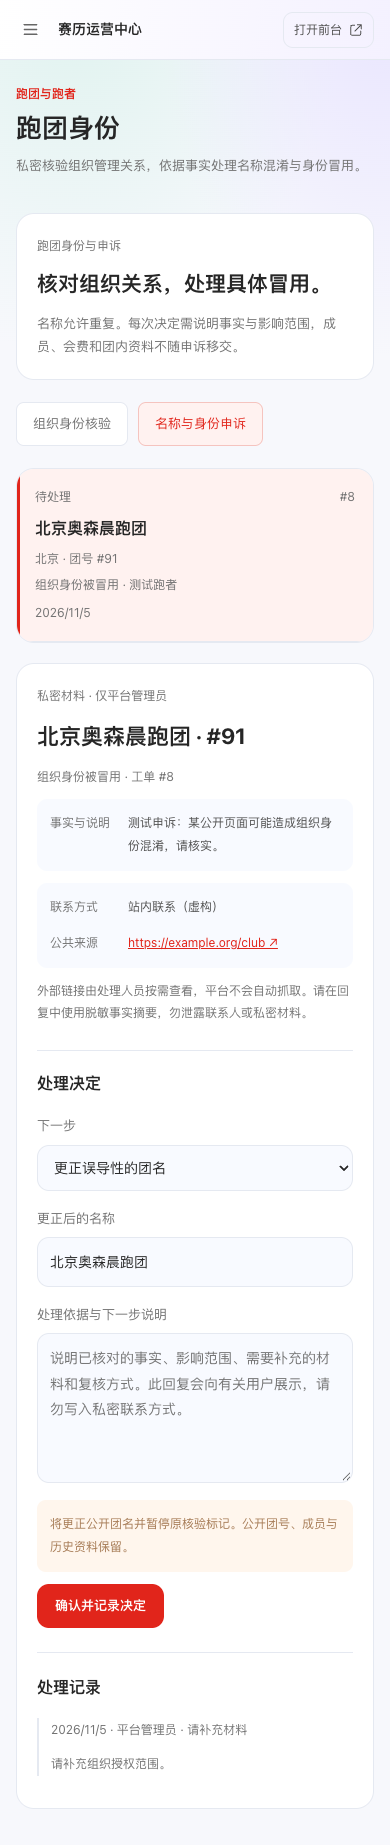 赛历运营中心
打开前台
跑团与跑者
跑团身份
私密核验组织管理关系，依据事实处理名称混淆与身份冒用。
跑团身份与申诉
核对组织关系，处理具体冒用。
名称允许重复。每次决定需说明事实与影响范围，成
员、会费和团内资料不随申诉移交。
组织身份核验
名称与身份申诉
待处理
#8
北京奥森晨跑团
北京 · 团号 #91
组织身份被冒用 · 测试跑者
2026/11/5
私密材料 · 仅平台管理员
北京奥森晨跑团 · #91
组织身份被冒用 · 工单 #8
事实与说明
测试申诉：某公开页面可能造成组织身
份混淆，请核实。
联系方式
站内联系（虚构）
公共来源
https://example.org/club ↗
外部链接由处理人员按需查看，平台不会自动抓取。请在回
复中使用脱敏事实摘要，勿泄露联系人或私密材料。
处理决定
下一步
更正误导性的团名
更正后的名称
北京奥森晨跑团
处理依据与下一步说明
说明已核对的事实、影响范围、需要补充的材
料和复核方式。此回复会向有关用户展示，请
勿写入私密联系方式。
将更正公开团名并暂停原核验标记。公开团号、成员与
历史资料保留。
确认并记录决定
处理记录
2026/11/5 · 平台管理员 · 请补充材料
请补充组织授权范围。